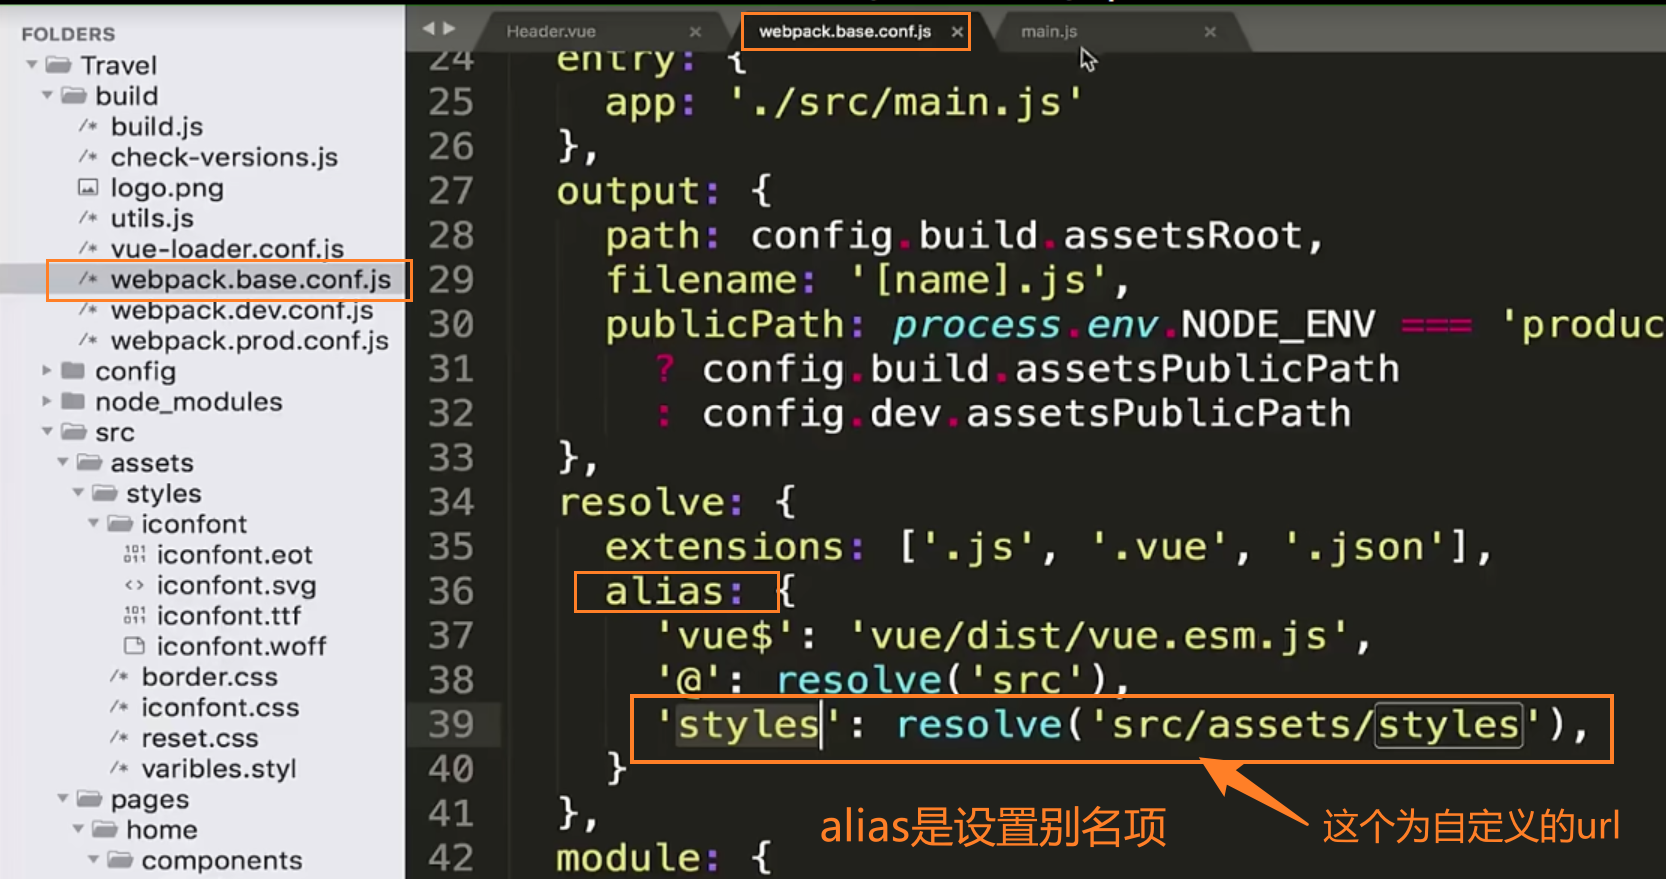 FOLDERS
Travel
build
build.js
check-versions.js
logo.png
utils.js
vue-loader.conf.js
webpack.base.conf.js
webpack.dev.conf.js
webpack.prod.conf.js
config
node_modules
src
assets
styles
iconfont
iconfont.eot
iconfont.svg
iconfont.ttf
iconfont.woff
border.css
iconfont.css
reset.css
varibles.styl
pages
home
components
Header.vue
webpack.base.conf.js
main.js
24 entry: {
25 app: './src/main.js'
26 },
27 output: {
28 path: config.build.assetsRoot,
29 filename: '[name].js',
30 publicPath: process.env.NODE_ENV === 'produc
31 ? config.build.assetsPublicPath
32 : config.dev.assetsPublicPath
33 },
34 resolve: {
35 extensions: ['.js', '.vue', '.json'],
36 alias: {
37 'vue$': 'vue/dist/vue.esm.js',
38 '@': resolve('src'),
39 'styles': resolve('src/assets/styles'),
40 }
41 },
42 module: {
alias是设置别名项
这个为自定义的url